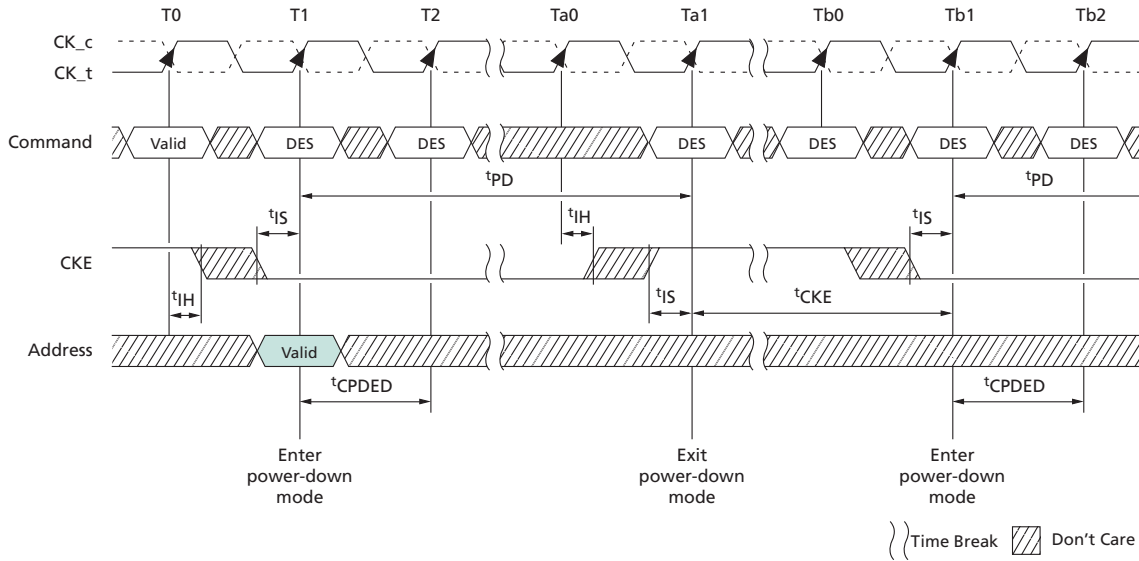 T0 T1 T2 Ta0 Ta1 Tb0 Tb1 Tb2
CK_c
CK_t
Command Valid DES DES DES DES DES DES
tPD tPD
tIS tIH tIS
CKE
tIH tIS tCKE
Address Valid
tCPDED tCPDED
Enter power-down mode
Exit power-down mode
Enter power-down mode
Time Break Don't Care